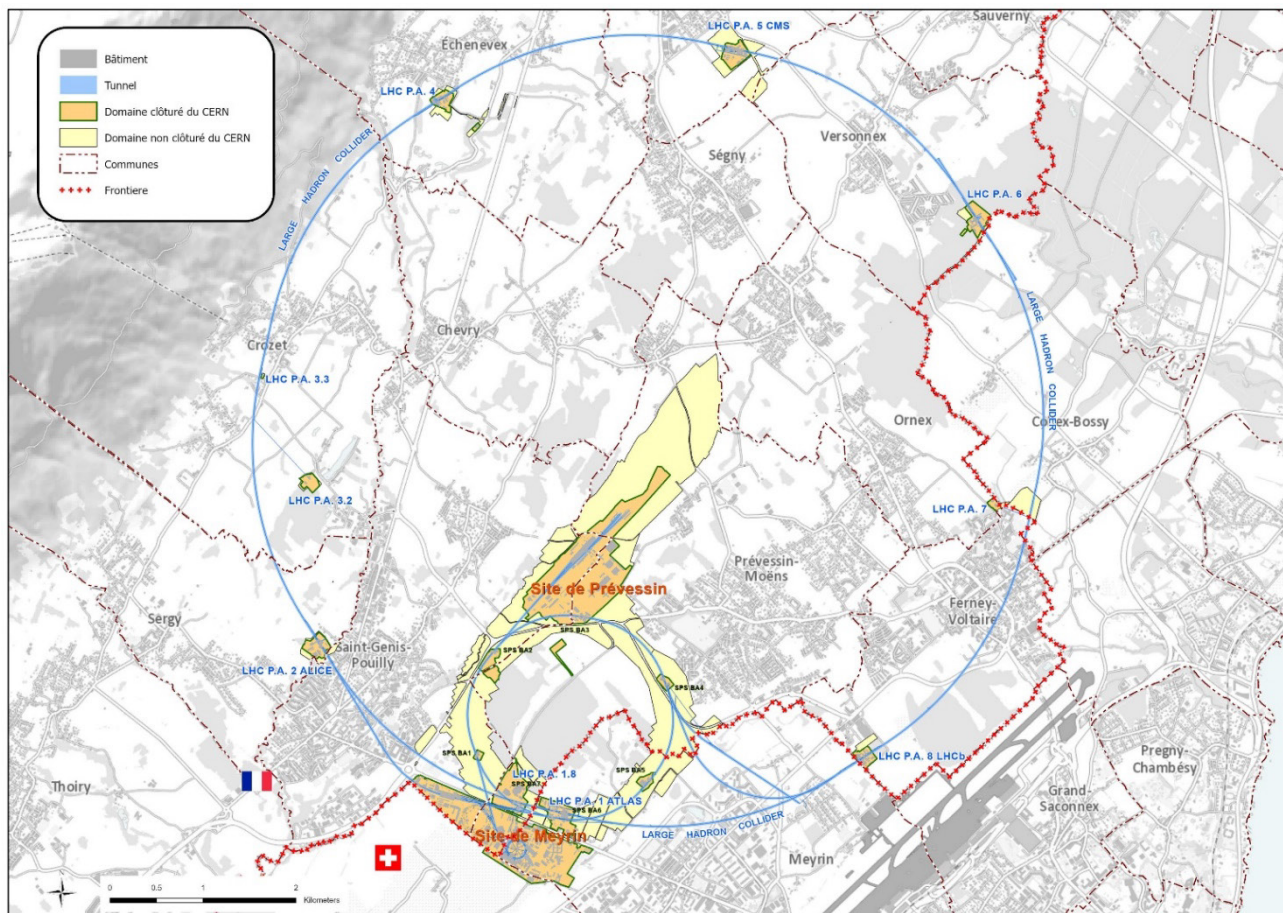 Bâtiment
Tunnel
Domaine clôturé du CERN
Domaine non clôturé du CERN
Communes
Frontiere
LHC P.A. 5 CMS
Sauverny
Echenevex
LHC P.A. 4
Versonnex
Ségny
LHC P.A. 6
LARGE HADRON COLLIDER
LARGE HADRON COLLIDER
Chevry
Crozet
LHC P.A. 3.3
Ornex
Collex-Bossy
LHC P.A. 3.2
LHC P.A. 7
Prévessin-
Moëns
Site de Prévessin
Ferney-
Voltaire
Sergy
SPS BA3
Saint-Genis-
Pouilly
SPS BA2
LHC P.A. 2 ALICE
SPS BA4
SPS BA1
LHC P.A. 8 LHCb
Pregny-
Chambésy
SPS BA5
LHC P.A. 1.8
SPS BA7
Thoiry
Grand-
Saconnex
LHC P.A. 1 ATLAS
SPS BA6
LARGE HADRON COLLIDER
Site de Meyrin
Meyrin
0 0.5 1 2
Kilometers